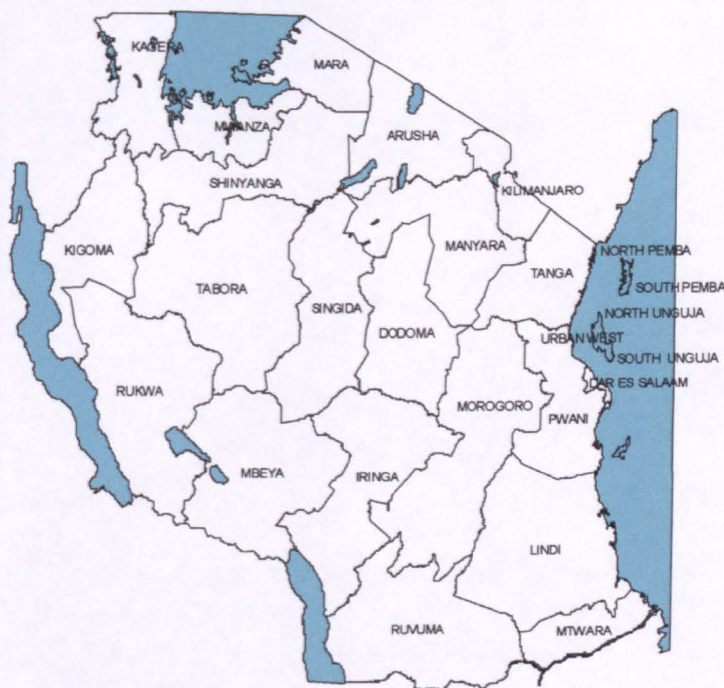 KAGERA
MARA
MWANZA
ARUSHA
SHINYANGA
KILIMANJARO
KIGOMA
MANYARA
NORTH PEMBA
TANGA
TABORA
SOUTH PEMBA
SINGIDA
NORTH UNGUJA
DODOMA
URBAN WEST
SOUTH UNGUJA
RUKWA
DAR ES SALAAM
MOROGORO
PWANI
MBEYA
IRINGA
LINDI
RUVUMA
MTWARA